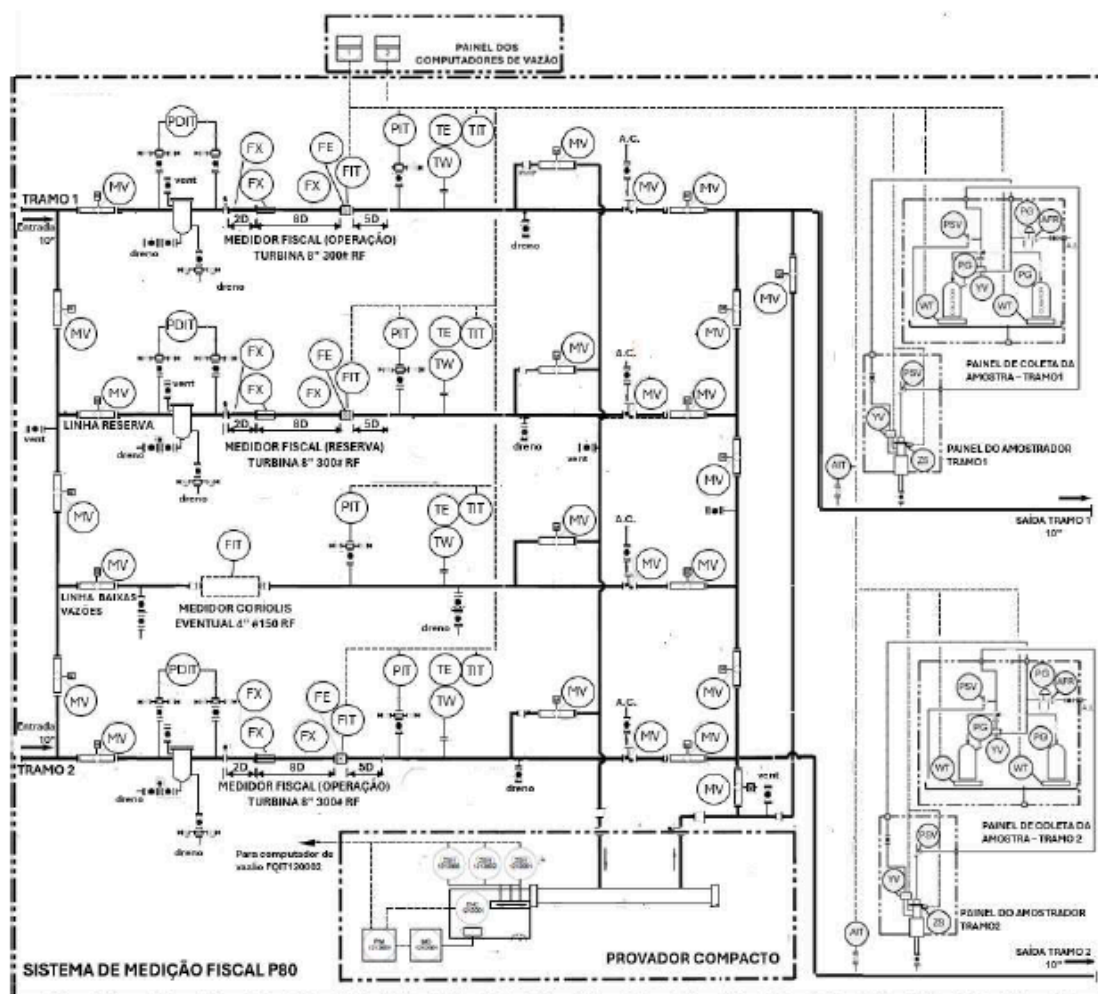 1
2
PAINEL DOS
COMPUTADORES DE VAZÃO
PDIT
FX
FX
FE
FX
FIT
PIT
TE
TW
TIT
MV
A.C.
MV
MV
MV
vent
TRAMO 1
Entrada
10"
2D
8D
5D
MEDIDOR FISCAL (OPERAÇÃO)
TURBINA 8" 300# RF
dreno
dreno
dreno
MV
MV
MV
PSV
PG
AFR
PG
YV
WT
WT
PG
PAINEL DE COLETA DA
AMOSTRA – TRAMO1
PDIT
FX
FX
FE
FX
FIT
PIT
TE
TW
TIT
MV
A.C.
MV
MV
MV
vent
LINHA RESERVA
vent
2D
8D
5D
MEDIDOR FISCAL (RESERVA)
TURBINA 8" 300# RF
dreno
dreno
dreno
vent
MV
MV
PSV
YV
ZS
PAINEL DO AMOSTRADOR
TRAMO1
AIT
SAÍDA TRAMO 1
10"
FIT
PIT
TE
TW
TIT
MV
A.C.
MV
MV
MV
LINHA BAIXAS
VAZÕES
MEDIDOR CORÍOLIS
EVENTUAL 4" #150 RF
dreno
MV
MV
PDIT
FX
FX
FE
FX
FIT
PIT
TE
TW
TIT
MV
A.C.
MV
MV
MV
Entrada
10"
TRAMO 2
2D
8D
5D
MEDIDOR FISCAL (OPERAÇÃO)
TURBINA 8" 300# RF
dreno
dreno
dreno
MV
vent
PSV
PG
AFR
PG
YV
WT
WT
PG
PAINEL DE COLETA DA
AMOSTRA – TRAMO 2
PSV
YV
ZS
PAINEL DO AMOSTRADOR
TRAMO2
AIT
SAÍDA TRAMO 2
10"
Para computador de
vazão FQIT120002
PROVADOR COMPACTO
SISTEMA DE MEDIÇÃO FISCAL P80